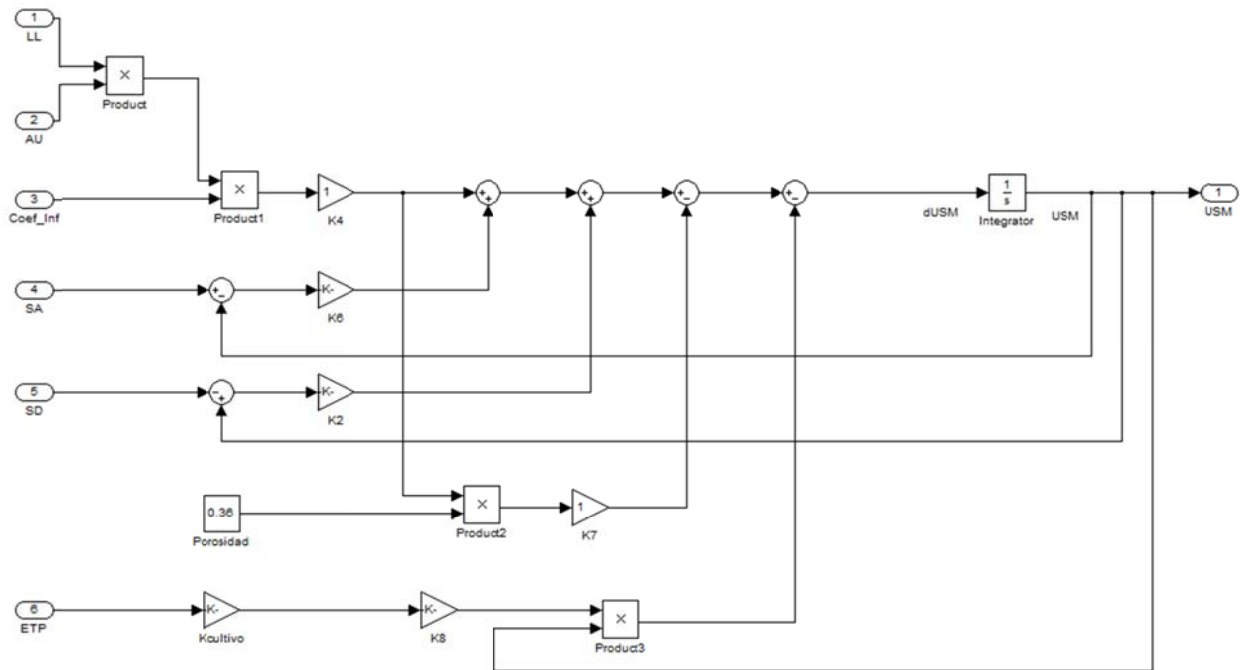 1
LL
×
Product
2
AU
3
Coef_Inf
×
Product1
1
K4
+
+
+
+
+
−
+
−
dUSM
1
s
Integrator
USM
1
USM
4
SA
+
−
K-
K6
5
SD
−
+
K-
K2
0.36
Porosidad
×
Product2
1
K7
6
ETP
K-
Kcultivo
K-
K8
×
Product3